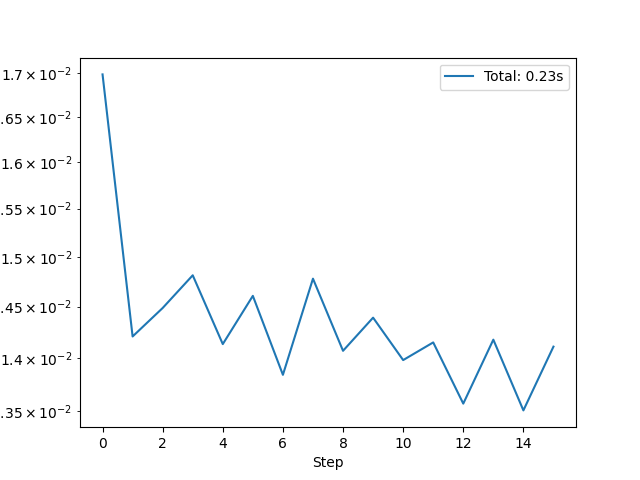 Total: 0.23s
1.7 × 10⁻²
.65 × 10⁻²
1.6 × 10⁻²
.55 × 10⁻²
1.5 × 10⁻²
.45 × 10⁻²
1.4 × 10⁻²
.35 × 10⁻²
0 2 4 6 8 10 12 14
Step